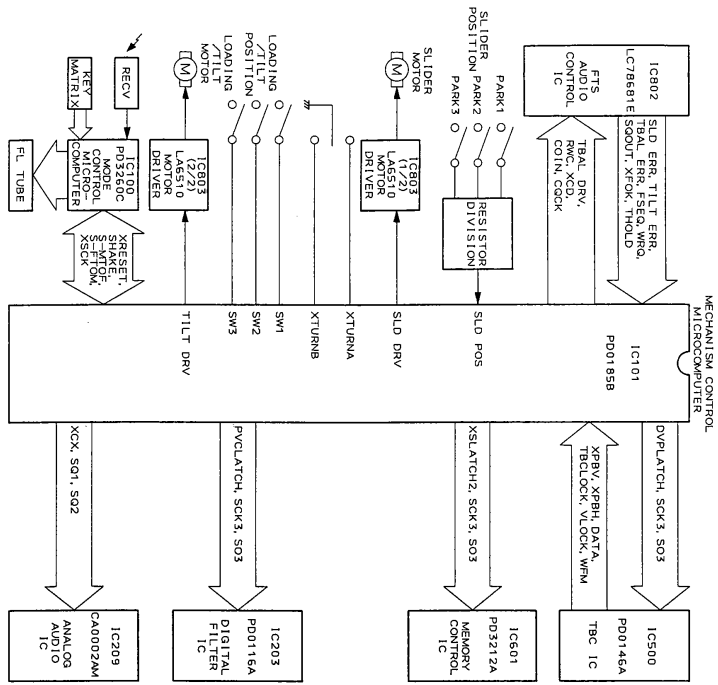 MECHANISM CONTROL
MICROCOMPUTER
IC802
LC78681E
FTS
AUDIO
CONTROL
IC
SLD ERR, TILT ERR,
TBAL ERR, FSEQ, WRQ,
SQOUT, XFOK, THOLD
TBAL DRV,
RWC, XCD,
COIN, CQCK
SLIDER
POSITION
PARK1
PARK2
PARK3
RESISTOR
DIVISION
SLD POS
SLIDER
MOTOR
M
IC803
(1/2)
LA6510
MOTOR
DRIVER
SLD DRV
XTURNA
XTURNB
LOADING
/TILT
POSITION
SW1
SW2
SW3
LOADING
/TILT
MOTOR
M
IC803
(2/2)
LA6510
MOTOR
DRIVER
TILT DRV
RECV
KEY
MATRIX
IC100
PD3260C
MODE
CONTROL
MICRO-
COMPUTER
FL TUBE
XRESET,
SHAKE,
S-MTOF,
S-FTOM,
XSCK
IC101
PD0185B
DVPLATCH, SCK3, SO3
XPBV, XPBH, DATA,
TBCLOCK, VLOCK, WFM
IC500
PD0146A
TBC IC
XSLATCH2, SCK3, SO3
IC601
PD3212A
MEMORY
CONTROL
IC
PVCLATCH, SCK3, SO3
IC203
PD0116A
DIGITAL
FILTER
IC
XCX, SQ1, SQ2
IC209
CA0002AM
ANALOG
AUDIO
IC